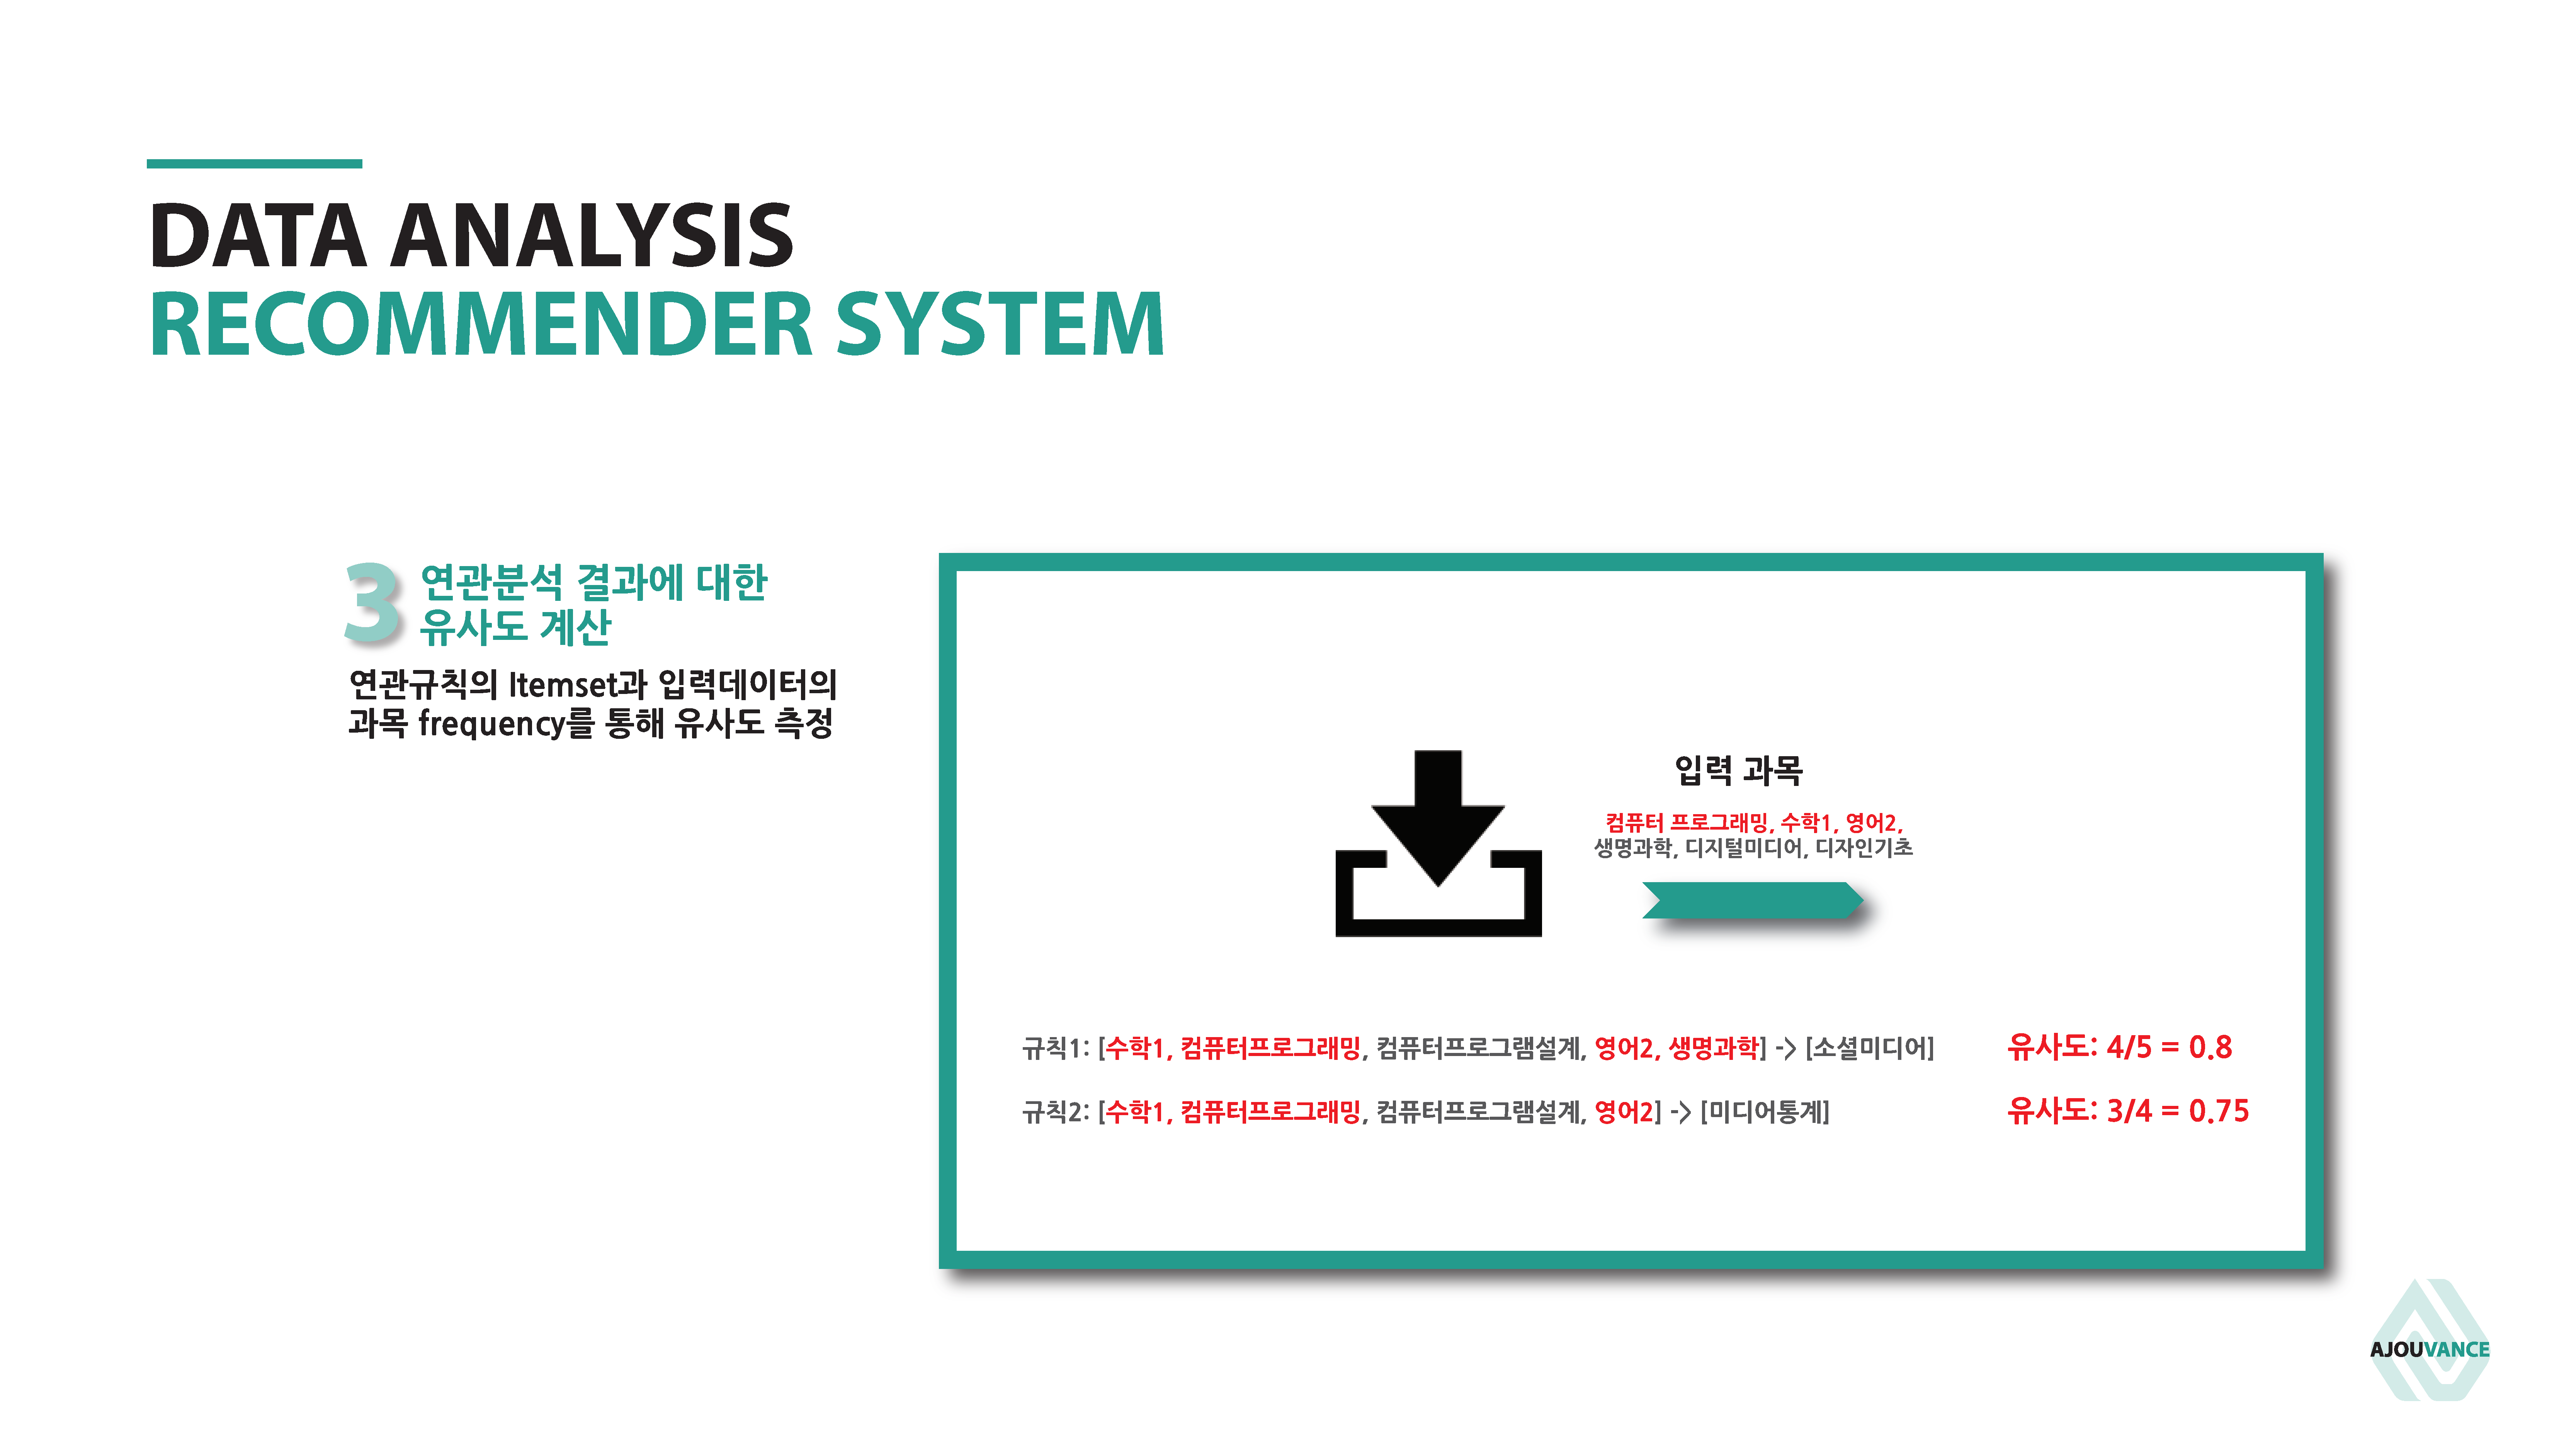 DATA ANALYSIS
RECOMMENDER SYSTEM
3
연관분석 결과에 대한
유사도 계산
연관규칙의 Itemset과 입력데이터의
과목 frequency를 통해 유사도 측정
입력 과목
컴퓨터 프로그래밍, 수학1, 영어2,
생명과학, 디지털미디어, 디자인기초
규칙1: [수학1, 컴퓨터프로그래밍, 컴퓨터프로그램설계, 영어2, 생명과학] -> [소셜미디어] 유사도: 4/5 = 0.8
규칙2: [수학1, 컴퓨터프로그래밍, 컴퓨터프로그램설계, 영어2] -> [미디어통계] 유사도: 3/4 = 0.75
AJOUVANCE